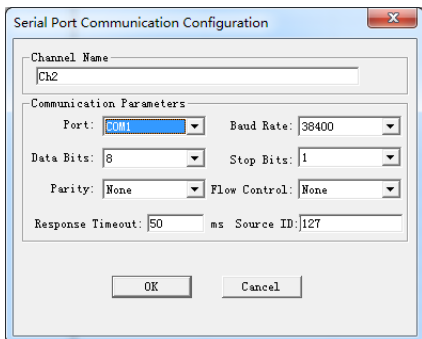 Serial Port Communication Configuration
Channel Name
Ch2
Communication Parameters
Port: COM1 Baud Rate: 38400
Data Bits: 8 Stop Bits: 1
Parity: None Flow Control: None
Response Timeout: 50 ms Source ID: 127
OK Cancel